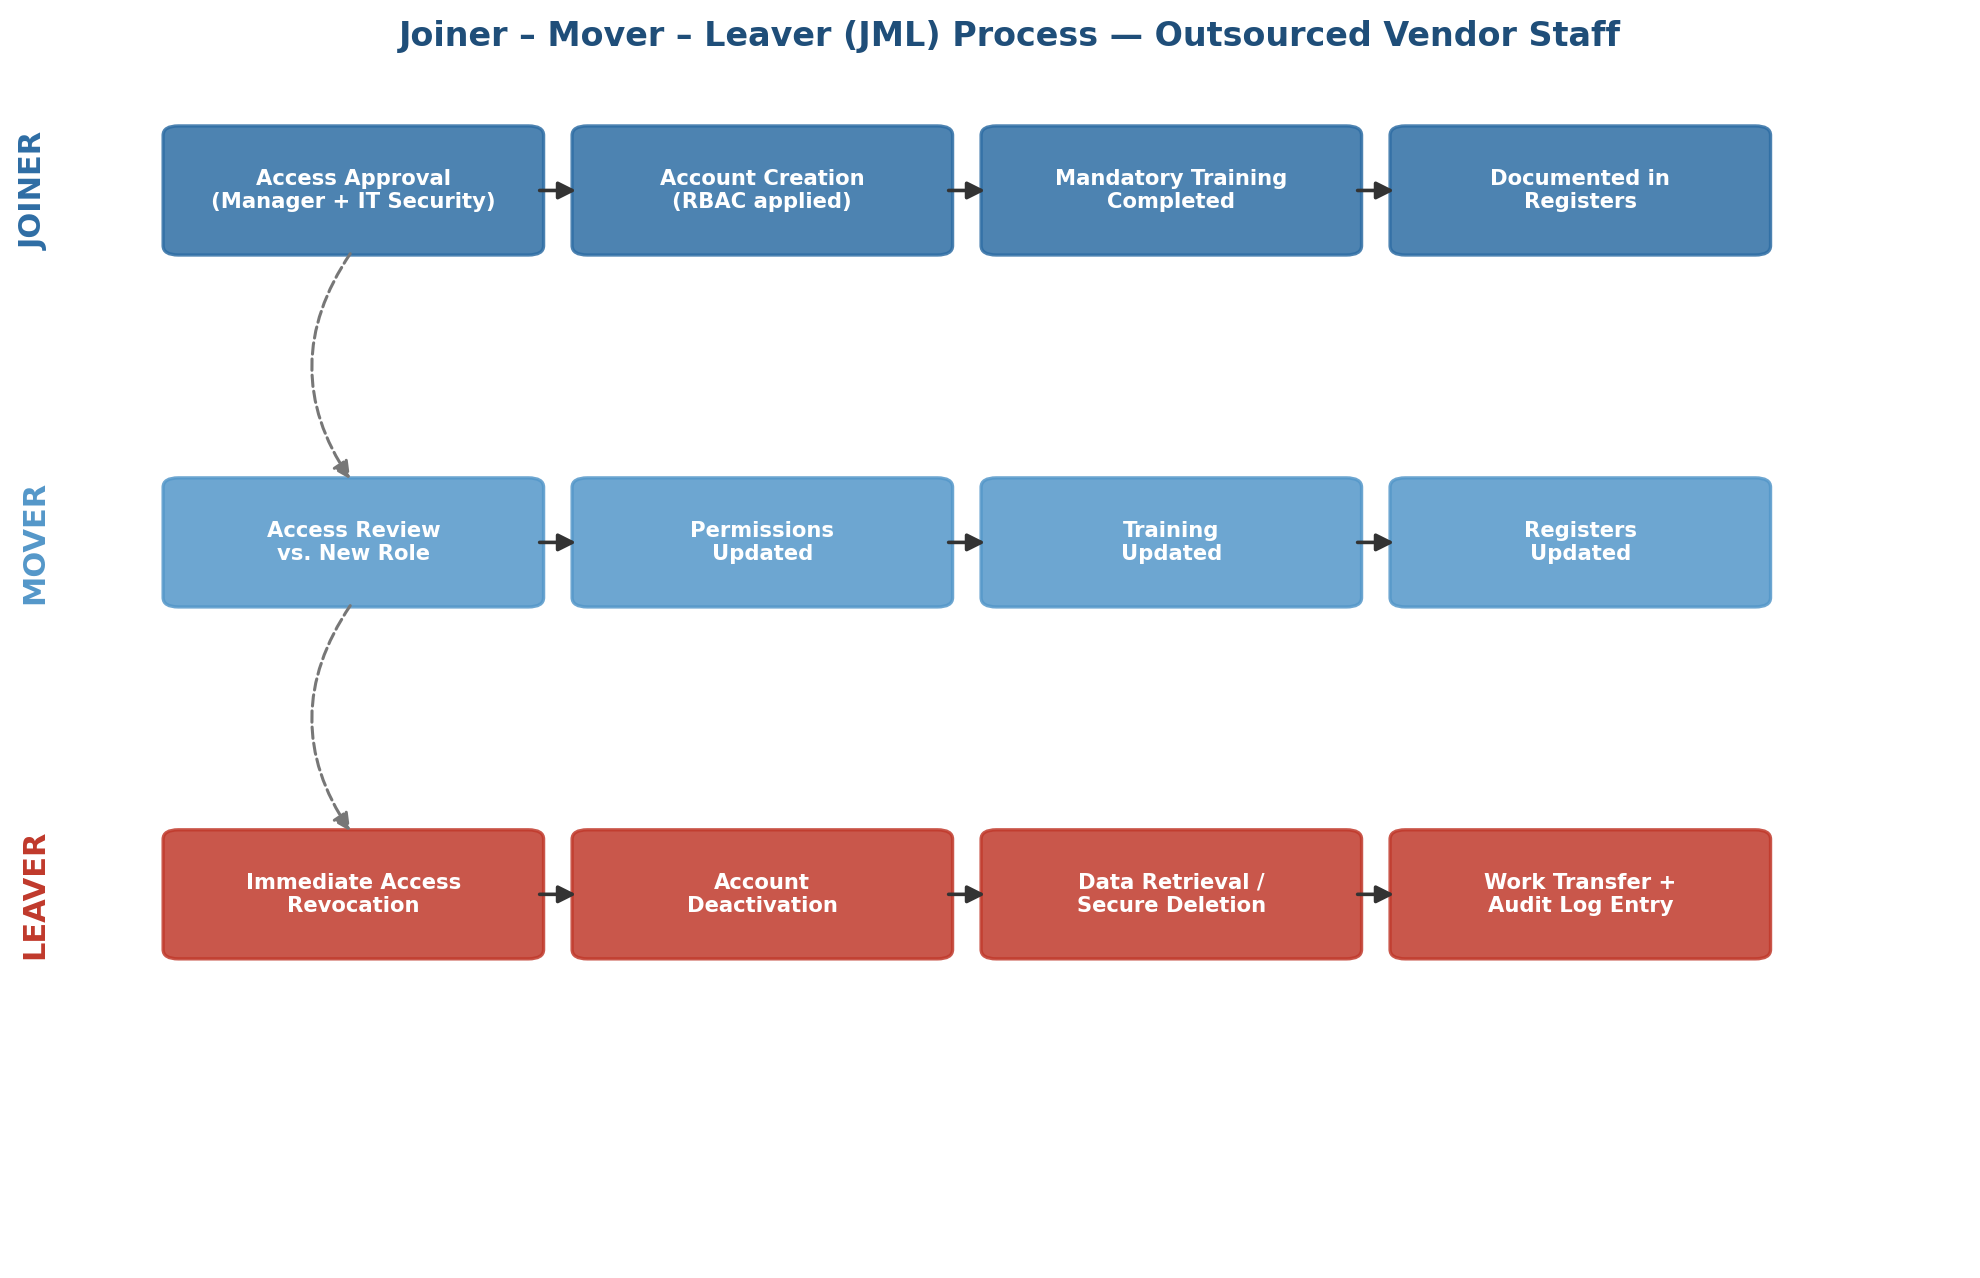 Joiner – Mover – Leaver (JML) Process — Outsourced Vendor Staff
JOINER
Access Approval
(Manager + IT Security)
Account Creation
(RBAC applied)
Mandatory Training
Completed
Documented in
Registers
MOVER
Access Review
vs. New Role
Permissions
Updated
Training
Updated
Registers
Updated
LEAVER
Immediate Access
Revocation
Account
Deactivation
Data Retrieval /
Secure Deletion
Work Transfer +
Audit Log Entry